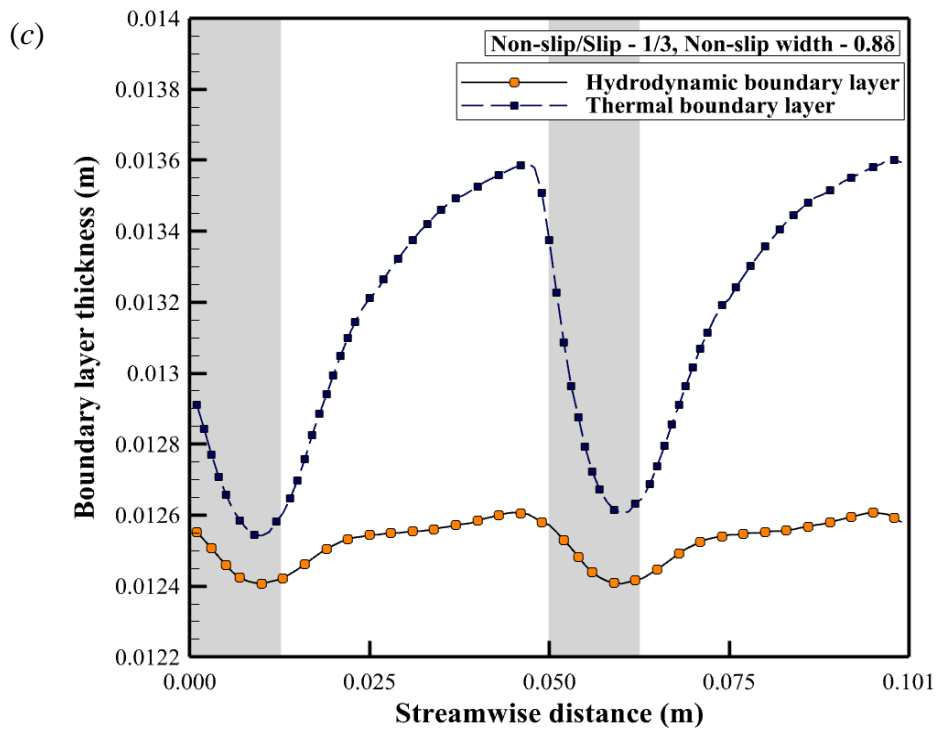 (c)
Non-slip/Slip - 1/3, Non-slip width - 0.8δ
Hydrodynamic boundary layer
Thermal boundary layer
Boundary layer thickness (m)
0.014
0.0138
0.0136
0.0134
0.0132
0.013
0.0128
0.0126
0.0124
0.0122
0.000
0.025
0.050
0.075
0.101
Streamwise distance (m)